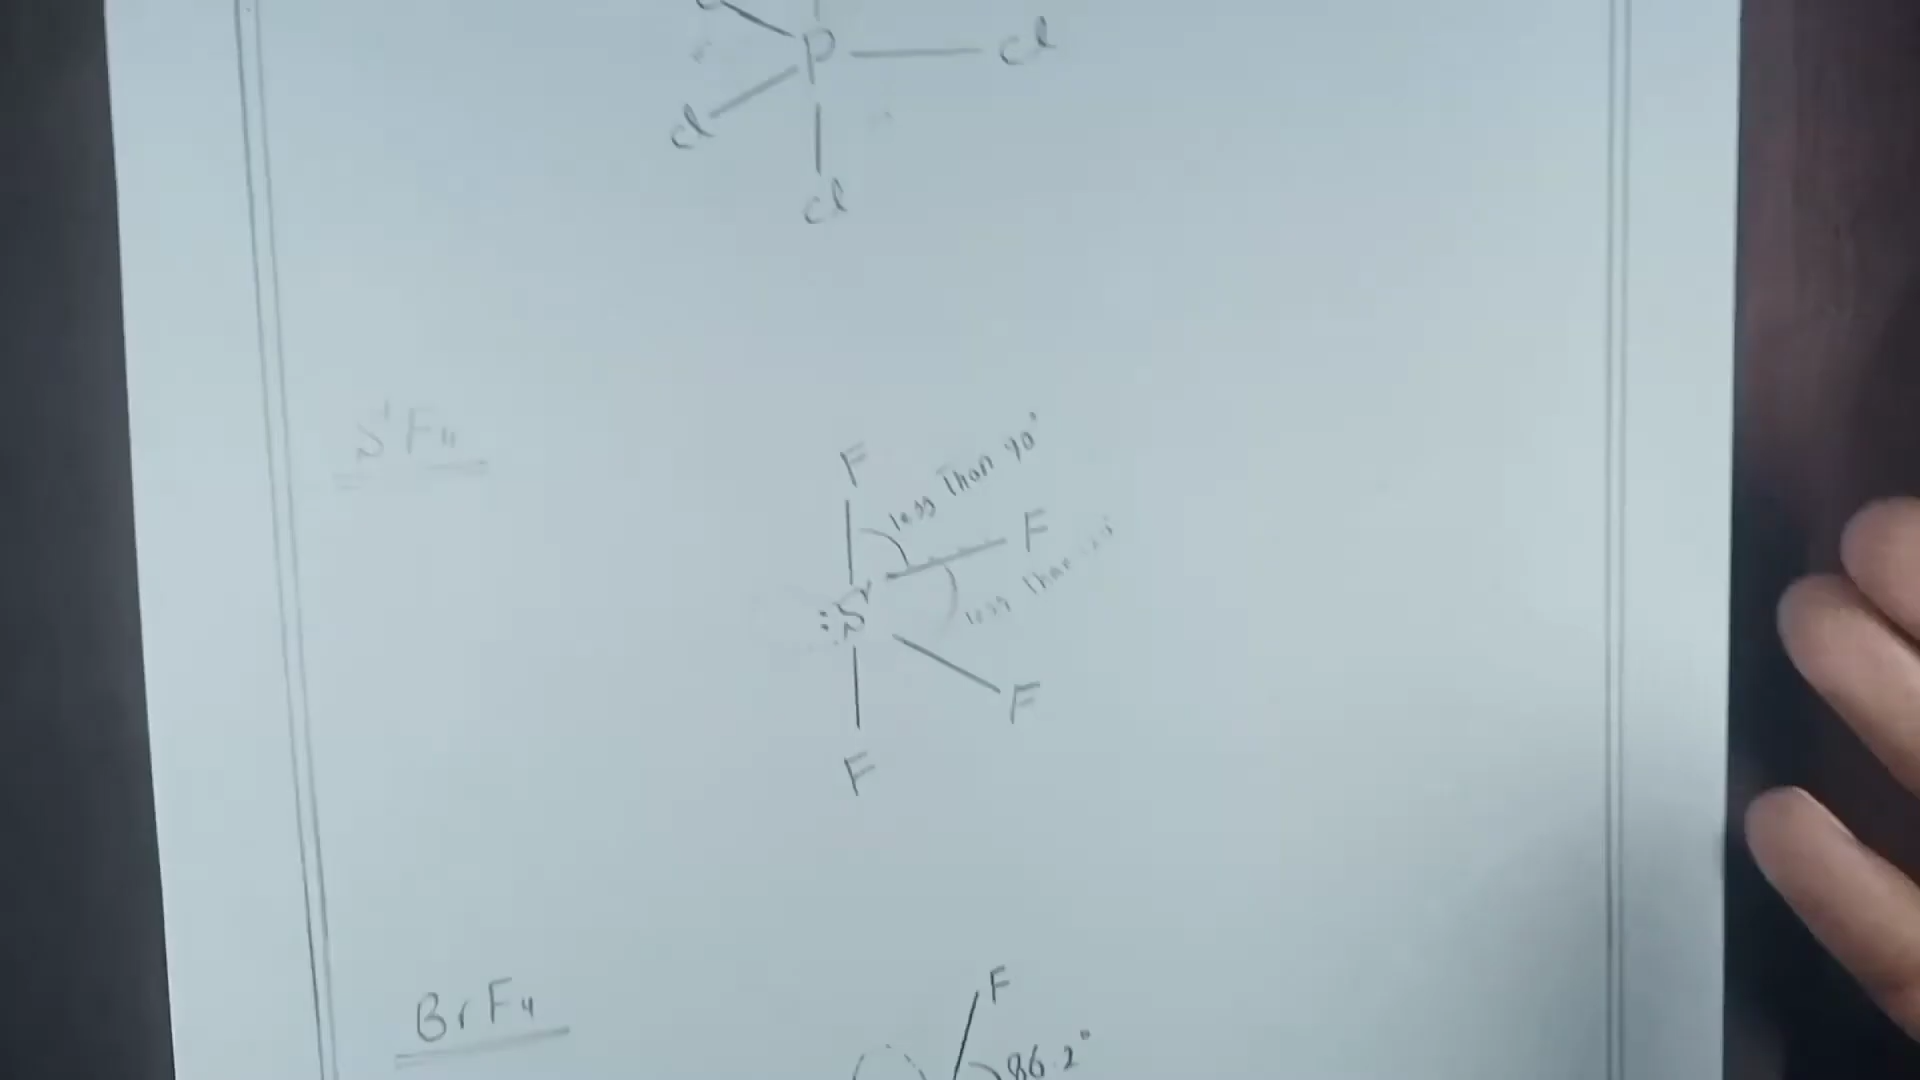 P
Cl
Cl
Cl
SF4
F
less Than 90°
F
less Than
:S
F
F
BrF4
F
86.2°